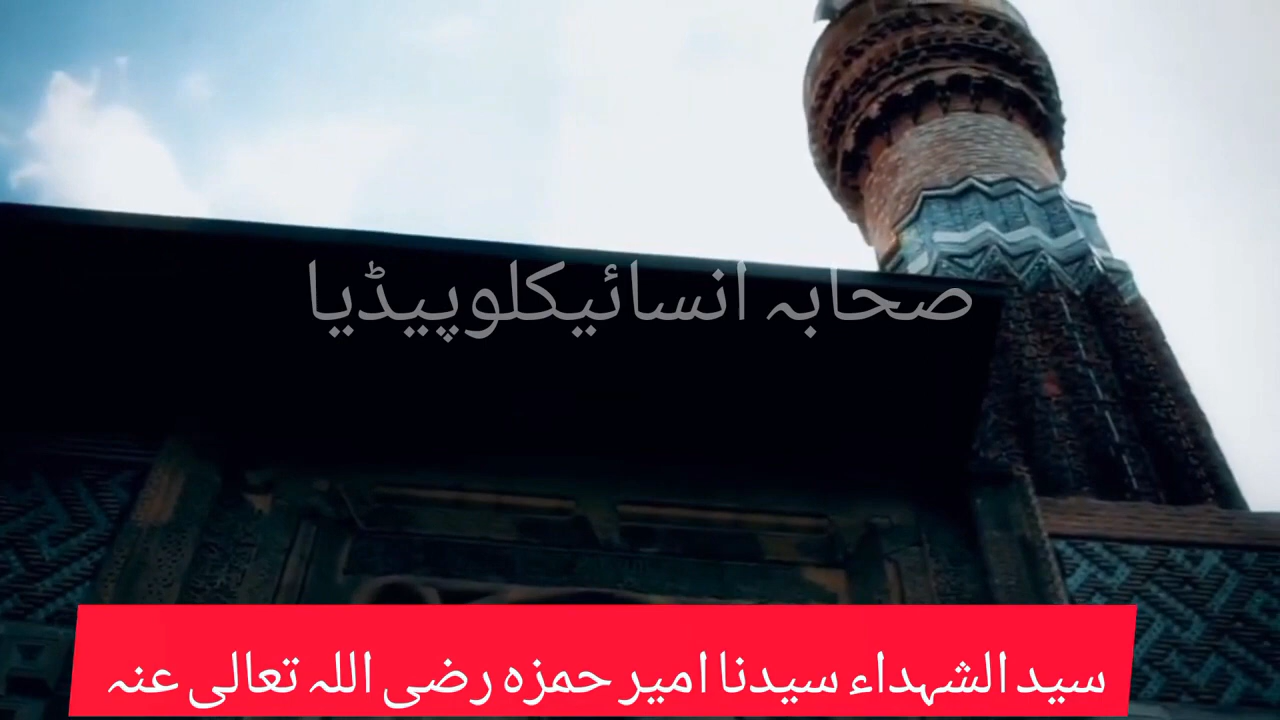 صحابہ انسائیکلوپیڈیا
سید الشہداء سیدنا امیر حمزہ رضی اللہ تعالی عنہ